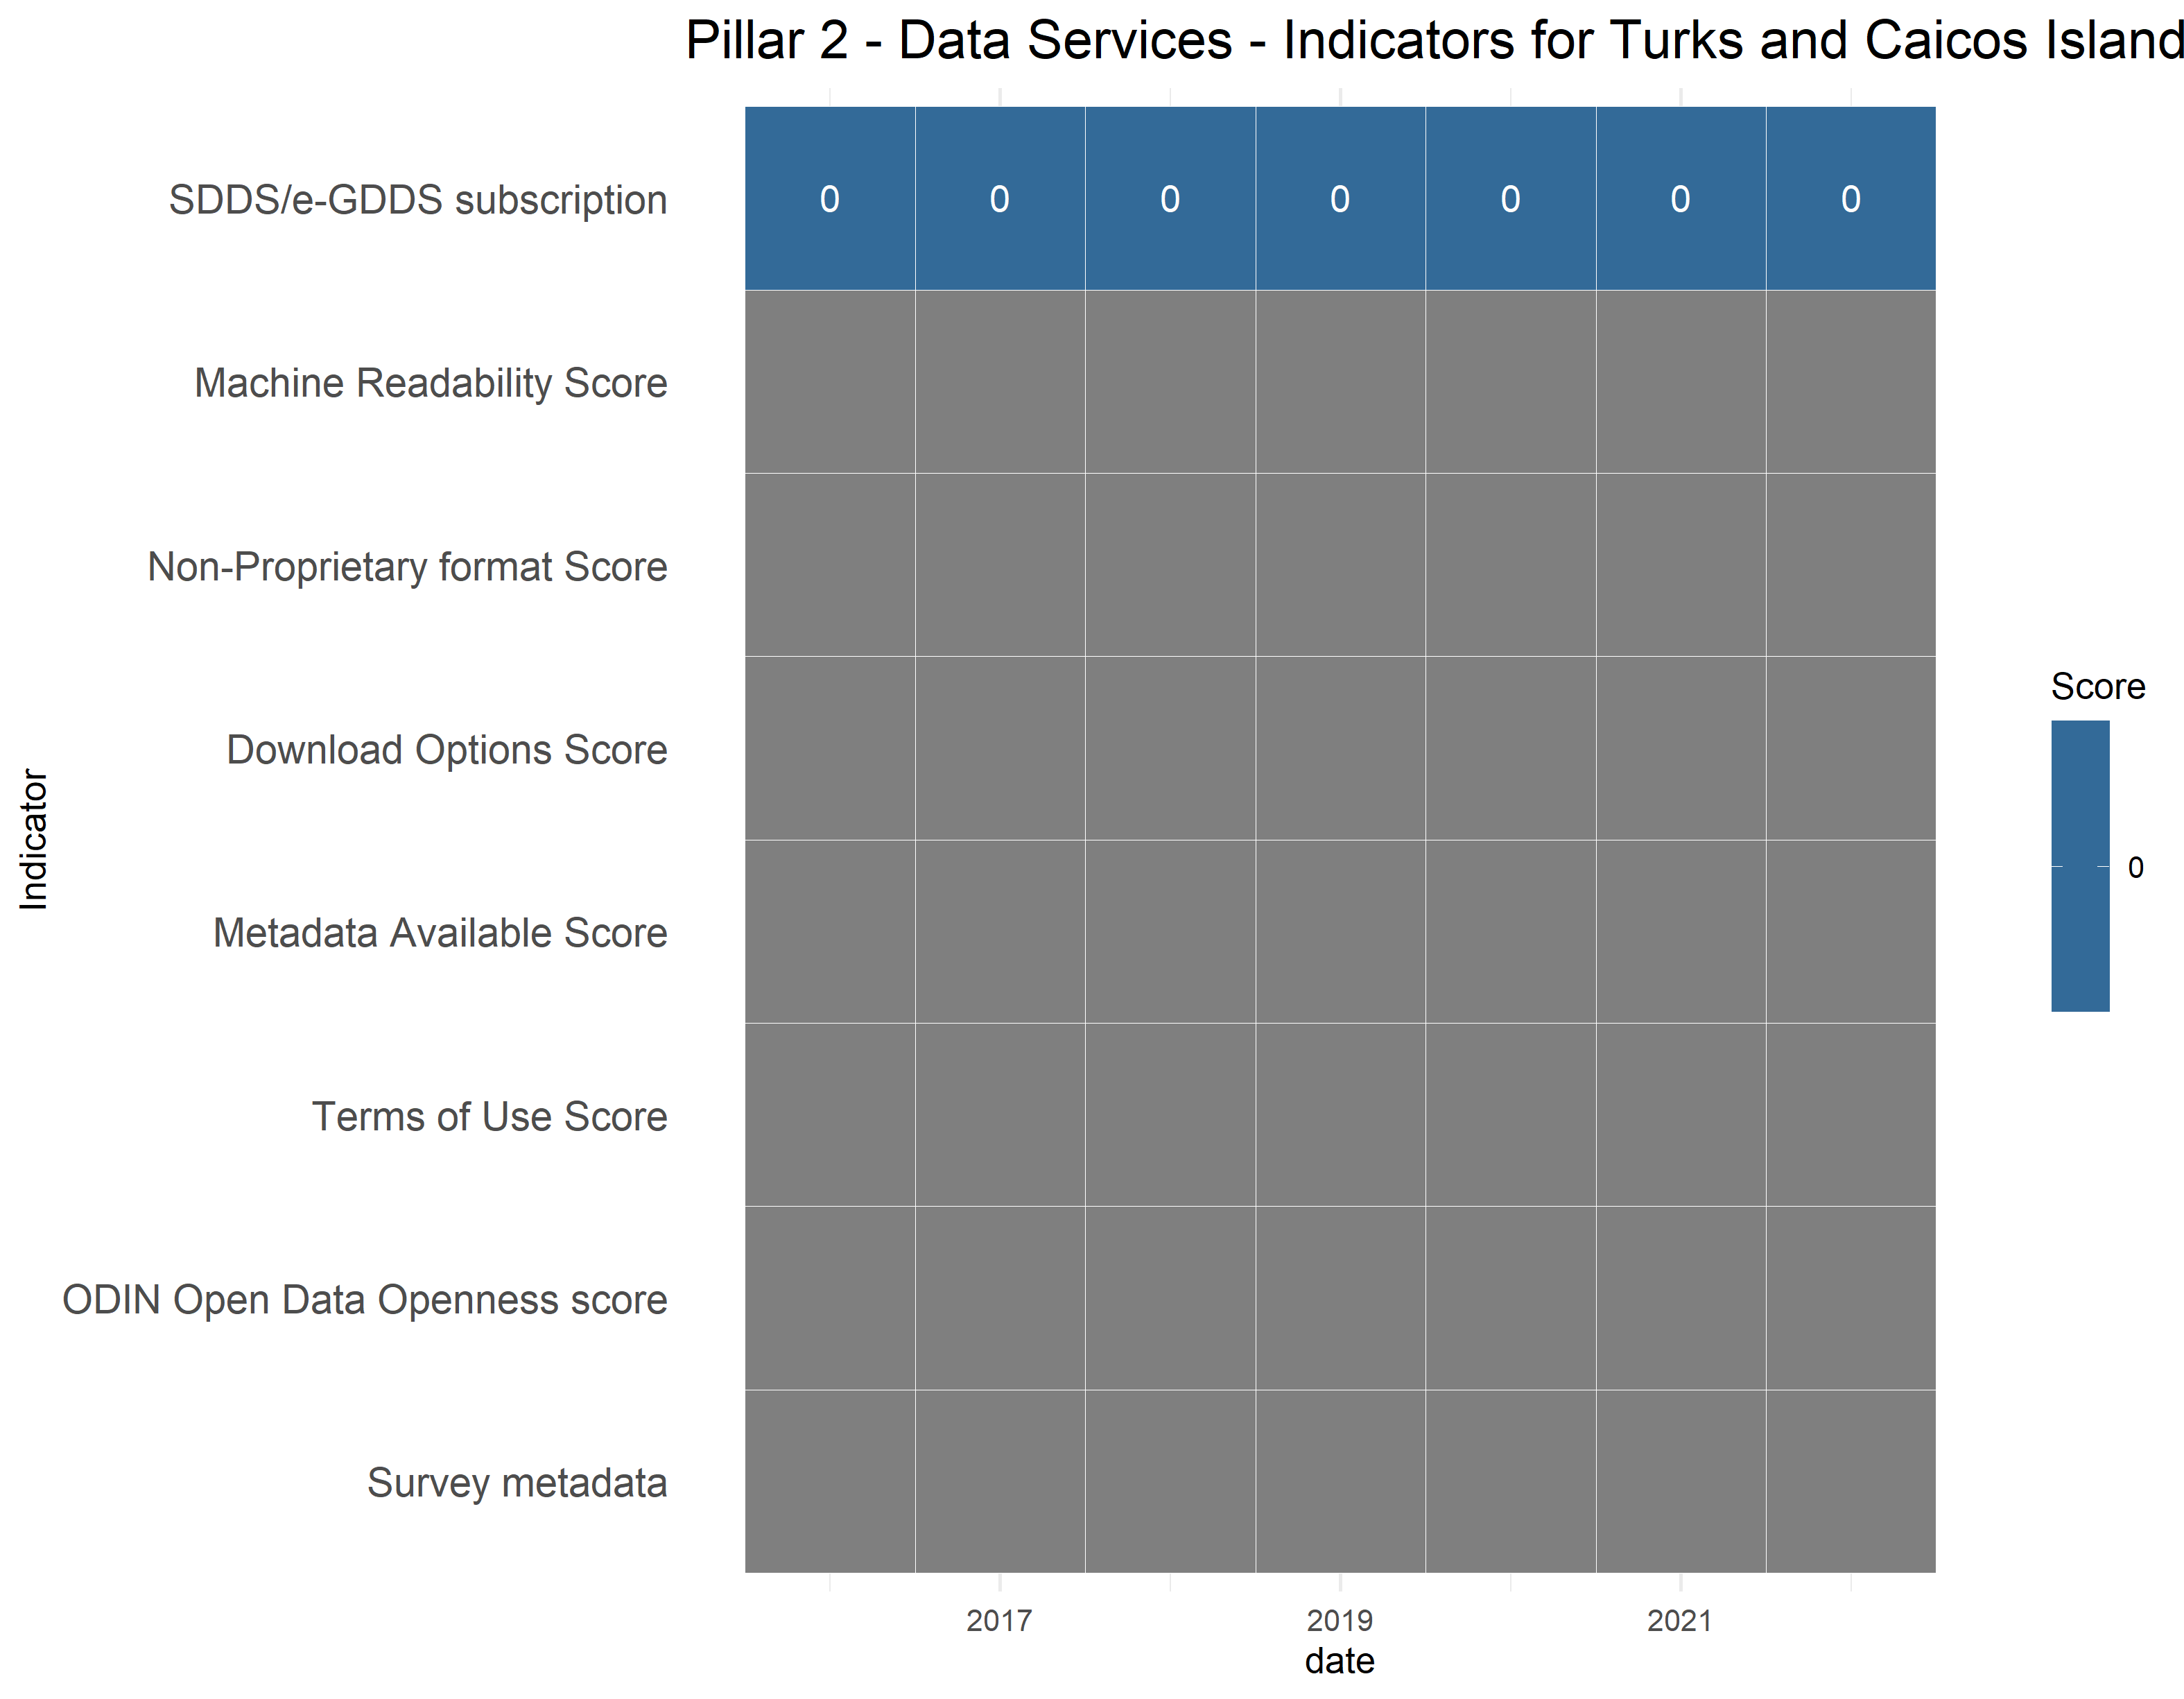 Pillar 2 - Data Services - Indicators for Turks and Caicos Island
SDDS/e-GDDS subscription
0 0 0 0 0 0 0
Machine Readability Score
Non-Proprietary format Score
Download Options Score
Metadata Available Score
Terms of Use Score
ODIN Open Data Openness score
Survey metadata
Indicator
2017 2019 2021
date
Score
0